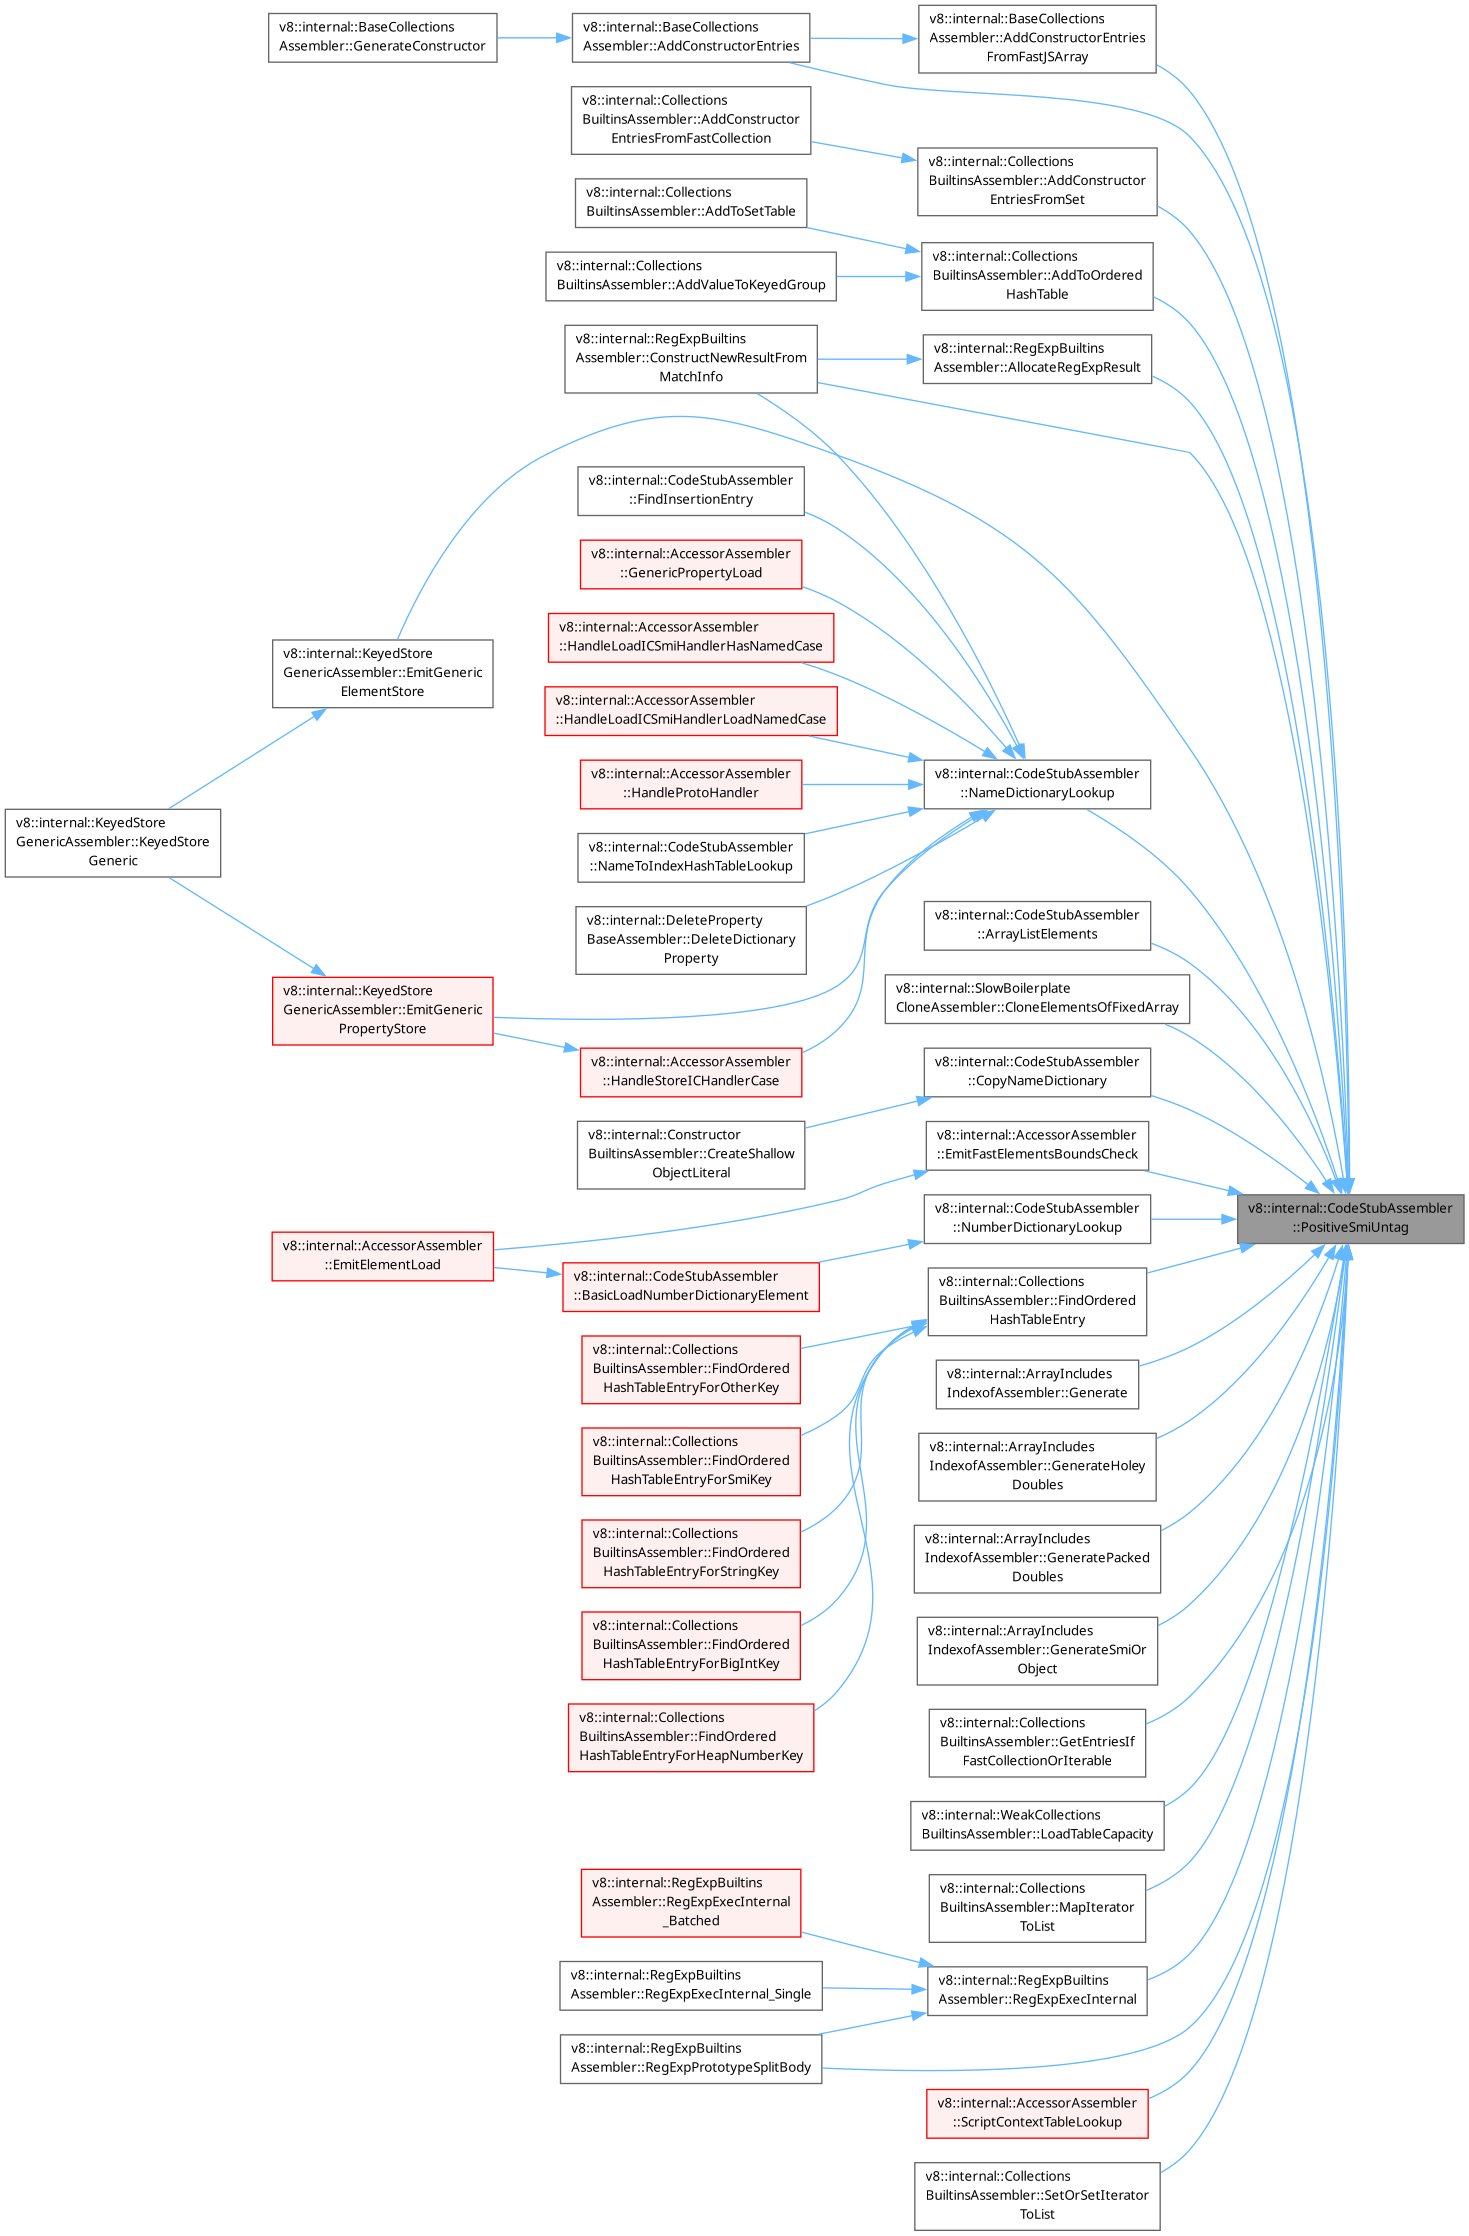 v8::internal::BaseCollections
Assembler::GenerateConstructor
v8::internal::BaseCollections
Assembler::AddConstructorEntries
v8::internal::BaseCollections
Assembler::AddConstructorEntries
FromFastJSArray
v8::internal::Collections
BuiltinsAssembler::AddConstructor
EntriesFromFastCollection
v8::internal::Collections
BuiltinsAssembler::AddConstructor
EntriesFromSet
v8::internal::Collections
BuiltinsAssembler::AddToSetTable
v8::internal::Collections
BuiltinsAssembler::AddValueToKeyedGroup
v8::internal::Collections
BuiltinsAssembler::AddToOrdered
HashTable
v8::internal::RegExpBuiltins
Assembler::ConstructNewResultFrom
MatchInfo
v8::internal::RegExpBuiltins
Assembler::AllocateRegExpResult
v8::internal::CodeStubAssembler
::FindInsertionEntry
v8::internal::AccessorAssembler
::GenericPropertyLoad
v8::internal::AccessorAssembler
::HandleLoadICSmiHandlerHasNamedCase
v8::internal::KeyedStore
GenericAssembler::EmitGeneric
ElementStore
v8::internal::AccessorAssembler
::HandleLoadICSmiHandlerLoadNamedCase
v8::internal::AccessorAssembler
::HandleProtoHandler
v8::internal::CodeStubAssembler
::NameDictionaryLookup
v8::internal::KeyedStore
GenericAssembler::KeyedStore
Generic
v8::internal::CodeStubAssembler
::NameToIndexHashTableLookup
v8::internal::DeleteProperty
BaseAssembler::DeleteDictionary
Property
v8::internal::CodeStubAssembler
::ArrayListElements
v8::internal::KeyedStore
GenericAssembler::EmitGeneric
PropertyStore
v8::internal::SlowBoilerplate
CloneAssembler::CloneElementsOfFixedArray
v8::internal::AccessorAssembler
::HandleStoreICHandlerCase
v8::internal::CodeStubAssembler
::CopyNameDictionary
v8::internal::Constructor
BuiltinsAssembler::CreateShallow
ObjectLiteral
v8::internal::AccessorAssembler
::EmitFastElementsBoundsCheck
v8::internal::CodeStubAssembler
::NumberDictionaryLookup
v8::internal::CodeStubAssembler
::PositiveSmiUntag
v8::internal::AccessorAssembler
::EmitElementLoad
v8::internal::CodeStubAssembler
::BasicLoadNumberDictionaryElement
v8::internal::Collections
BuiltinsAssembler::FindOrdered
HashTableEntry
v8::internal::Collections
BuiltinsAssembler::FindOrdered
HashTableEntryForOtherKey
v8::internal::ArrayIncludes
IndexofAssembler::Generate
v8::internal::Collections
BuiltinsAssembler::FindOrdered
HashTableEntryForSmiKey
v8::internal::ArrayIncludes
IndexofAssembler::GenerateHoley
Doubles
v8::internal::Collections
BuiltinsAssembler::FindOrdered
HashTableEntryForStringKey
v8::internal::ArrayIncludes
IndexofAssembler::GeneratePacked
Doubles
v8::internal::Collections
BuiltinsAssembler::FindOrdered
HashTableEntryForBigIntKey
v8::internal::ArrayIncludes
IndexofAssembler::GenerateSmiOr
Object
v8::internal::Collections
BuiltinsAssembler::FindOrdered
HashTableEntryForHeapNumberKey
v8::internal::Collections
BuiltinsAssembler::GetEntriesIf
FastCollectionOrIterable
v8::internal::WeakCollections
BuiltinsAssembler::LoadTableCapacity
v8::internal::RegExpBuiltins
Assembler::RegExpExecInternal
_Batched
v8::internal::Collections
BuiltinsAssembler::MapIterator
ToList
v8::internal::RegExpBuiltins
Assembler::RegExpExecInternal_Single
v8::internal::RegExpBuiltins
Assembler::RegExpExecInternal
v8::internal::RegExpBuiltins
Assembler::RegExpPrototypeSplitBody
v8::internal::AccessorAssembler
::ScriptContextTableLookup
v8::internal::Collections
BuiltinsAssembler::SetOrSetIterator
ToList